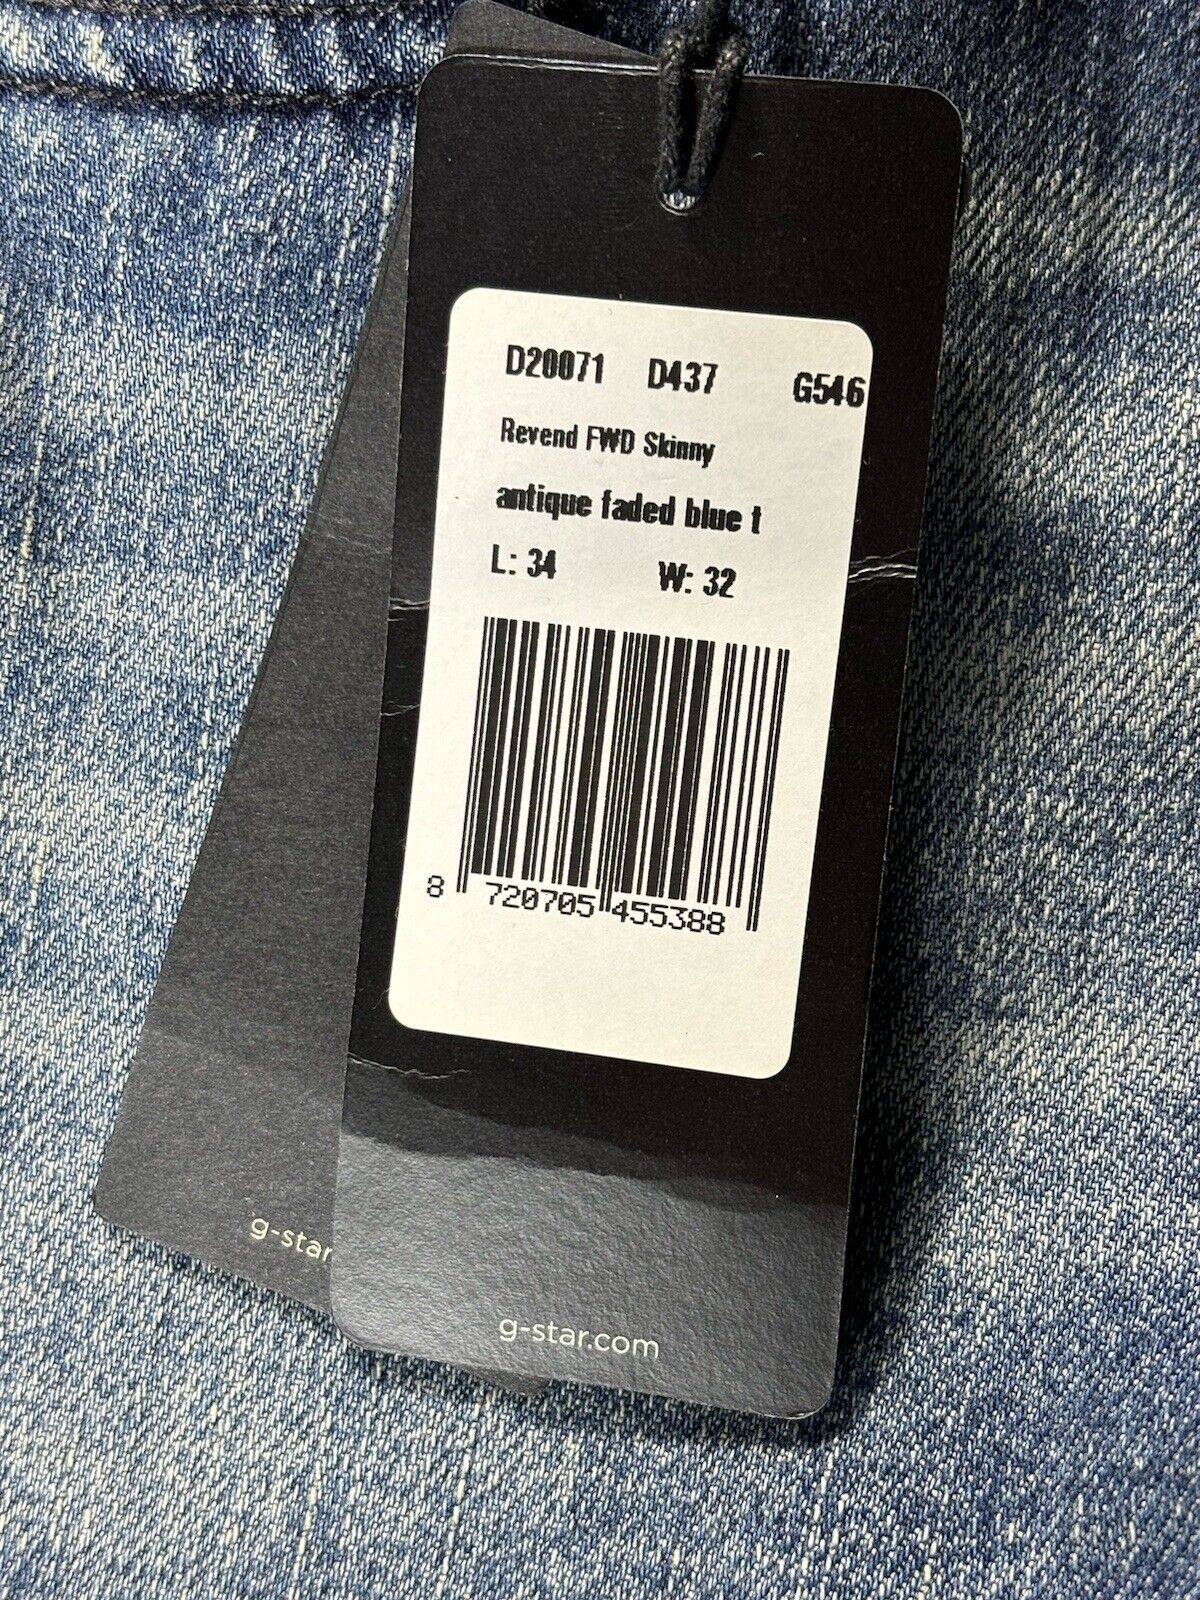 D20071 D437 G546
Revend FWD Skinny
antique faded blue t
L: 34 W: 32
8 720705 455388
g-star
g-star.com